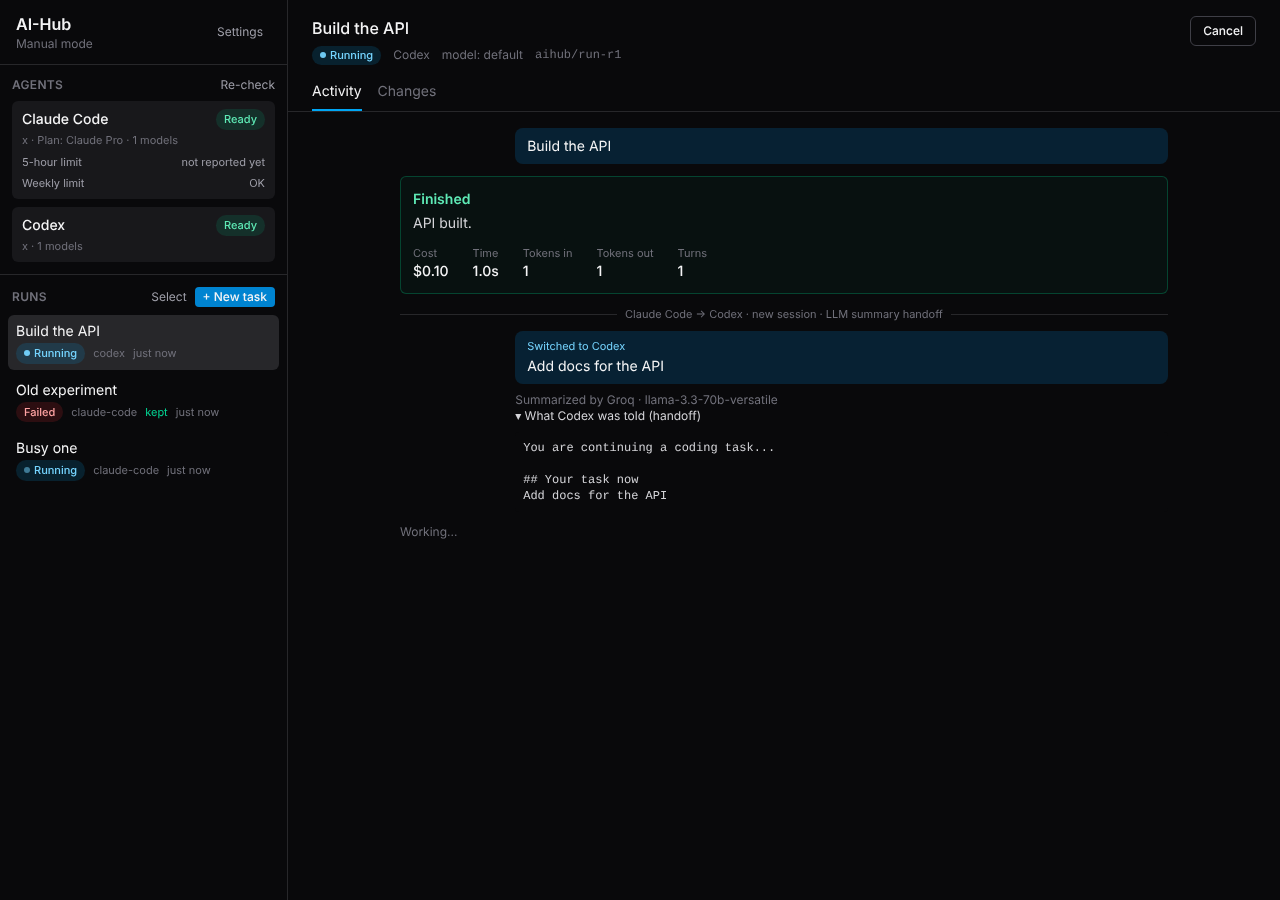 AI-Hub
Manual mode
Settings
AGENTS
Re-check
Claude Code
Ready
x · Plan: Claude Pro · 1 models
5-hour limit
not reported yet
Weekly limit
OK
Codex
Ready
x · 1 models
RUNS
Select
+ New task
Build the API
Running codex just now
Old experiment
Failed claude-code kept just now
Busy one
Running claude-code just now
Build the API
Running Codex model: default aihub/run-r1
Cancel
Activity Changes
Build the API
Finished
API built.
Cost Time Tokens in Tokens out Turns
$0.10 1.0s 1 1 1
Claude Code → Codex · new session · LLM summary handoff
Switched to Codex
Add docs for the API
Summarized by Groq · llama-3.3-70b-versatile
▾ What Codex was told (handoff)
You are continuing a coding task...
## Your task now
Add docs for the API
Working...